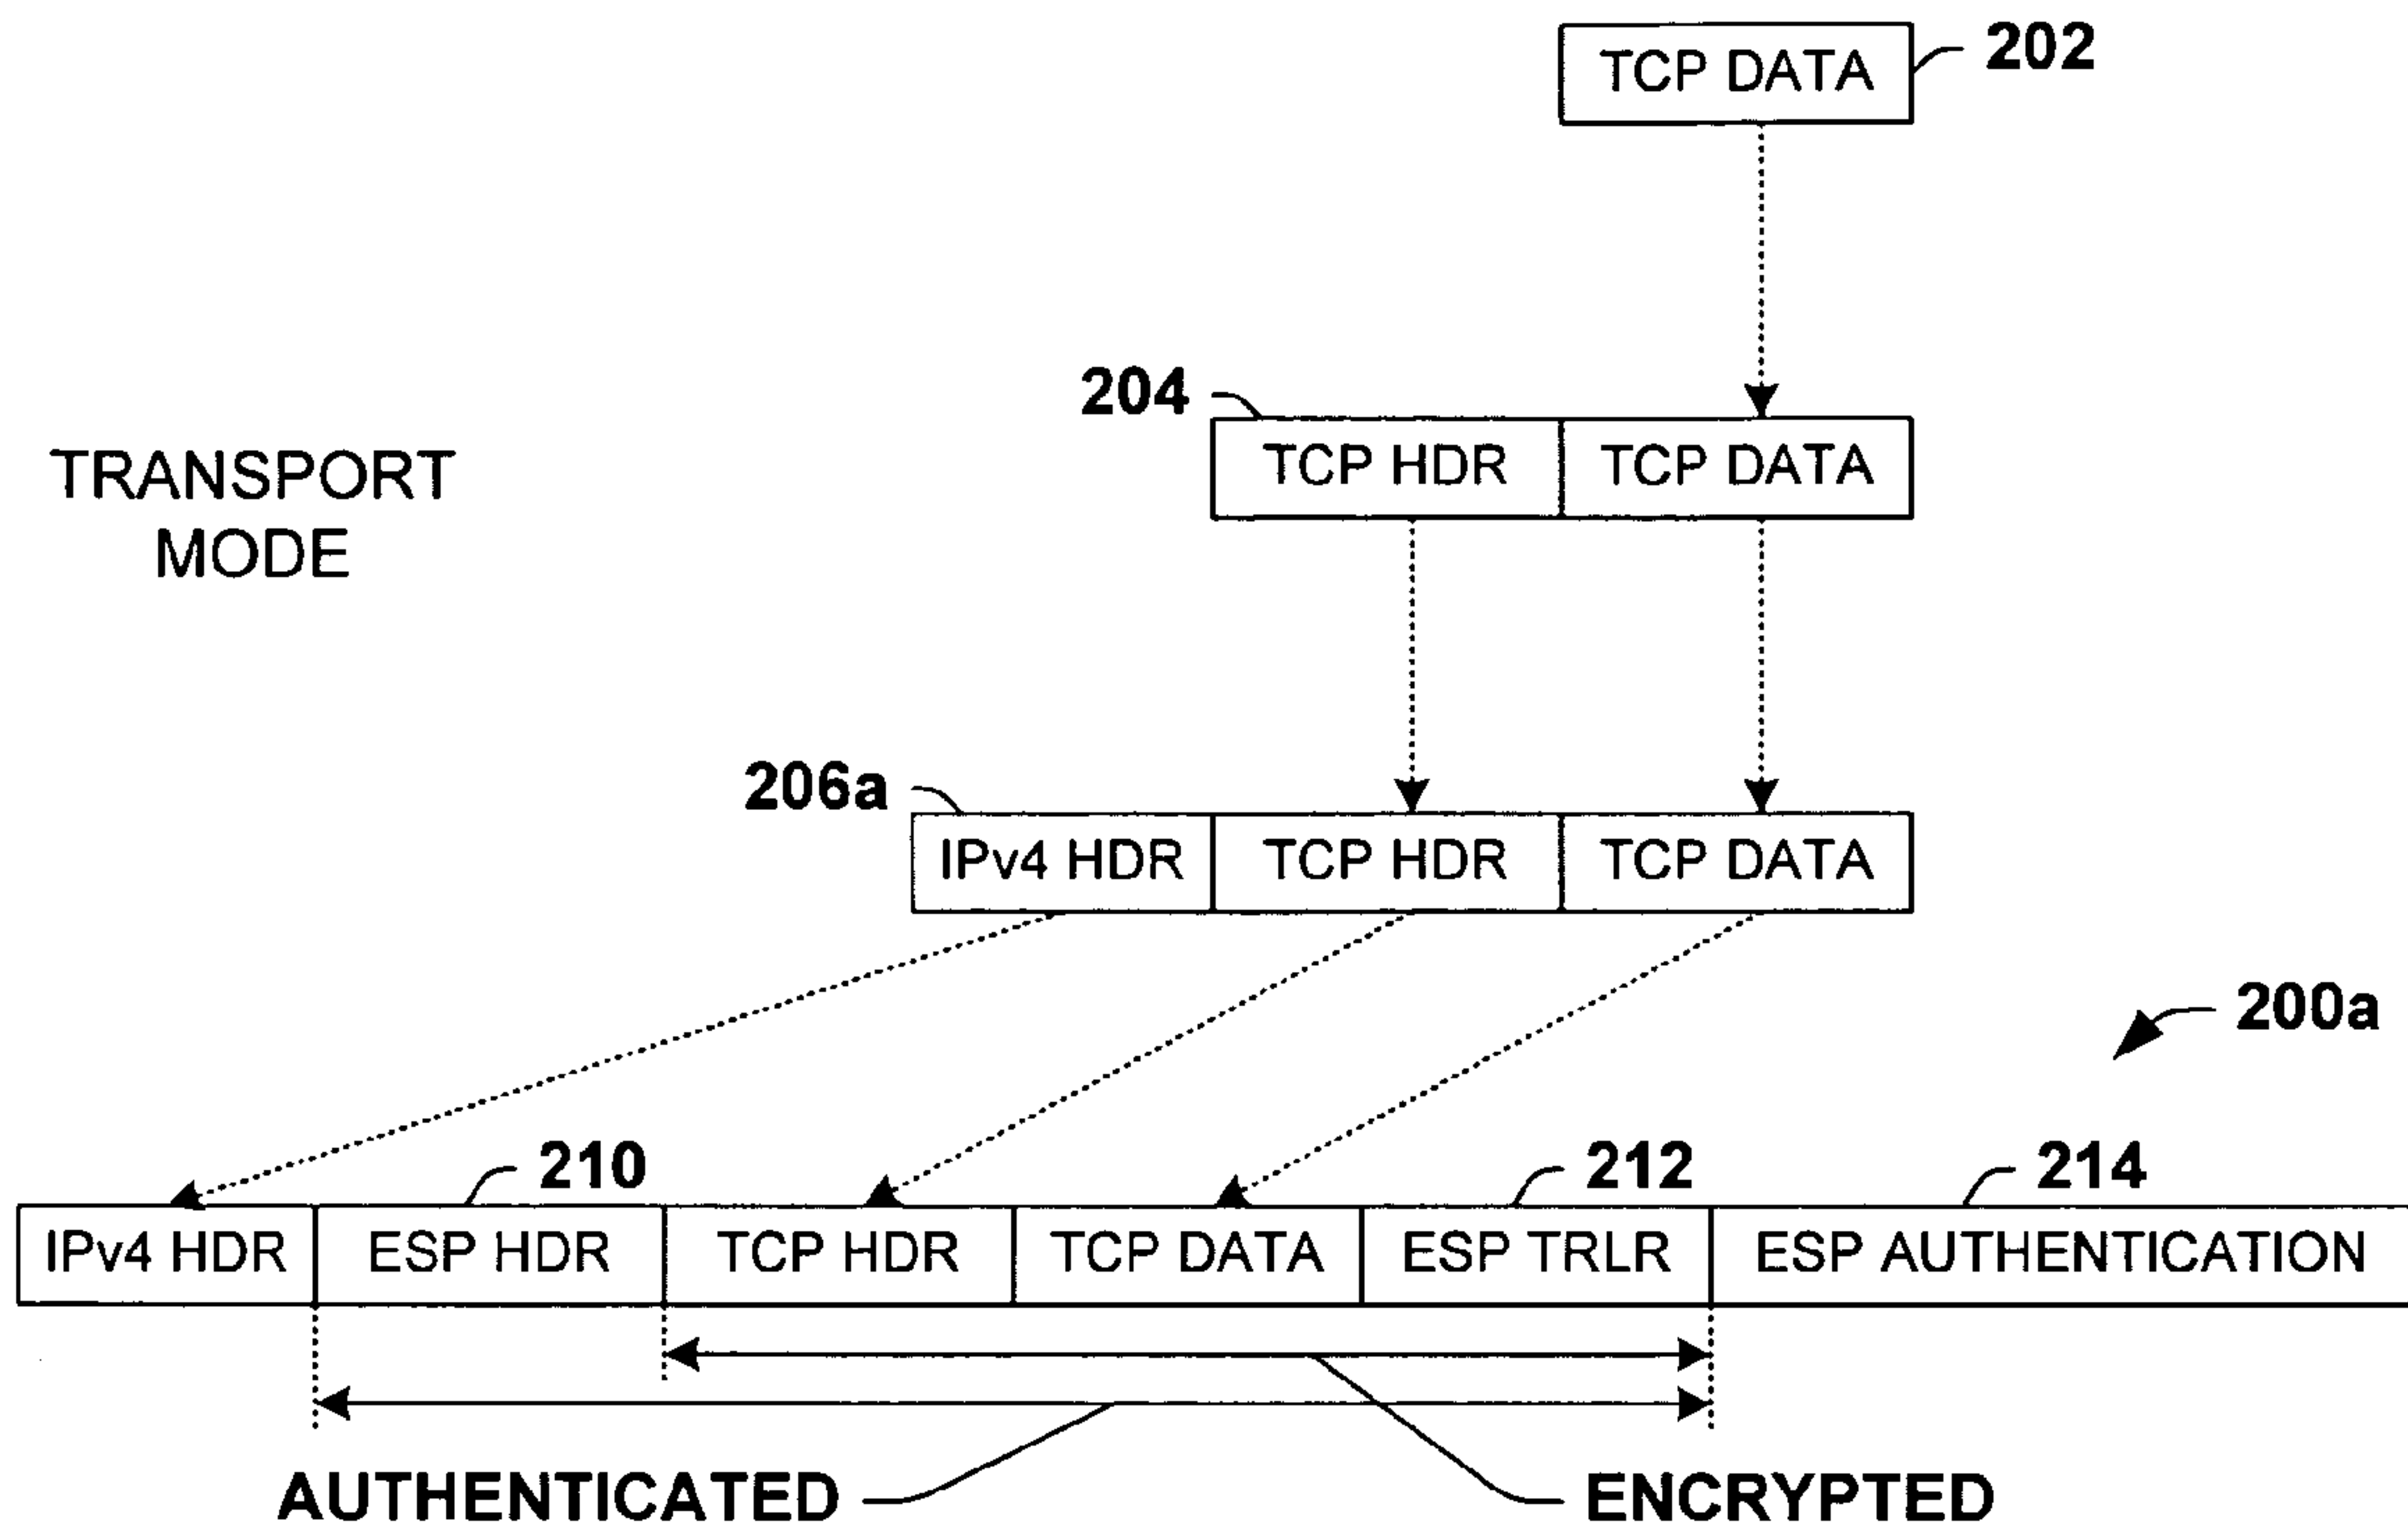 TCP DATA 202
204
TCP HDR TCP DATA
TRANSPORT
MODE
206a
IPv4 HDR TCP HDR TCP DATA
200a
210 212 214
IPv4 HDR ESP HDR TCP HDR TCP DATA ESP TRLR ESP AUTHENTICATION
AUTHENTICATED ENCRYPTED